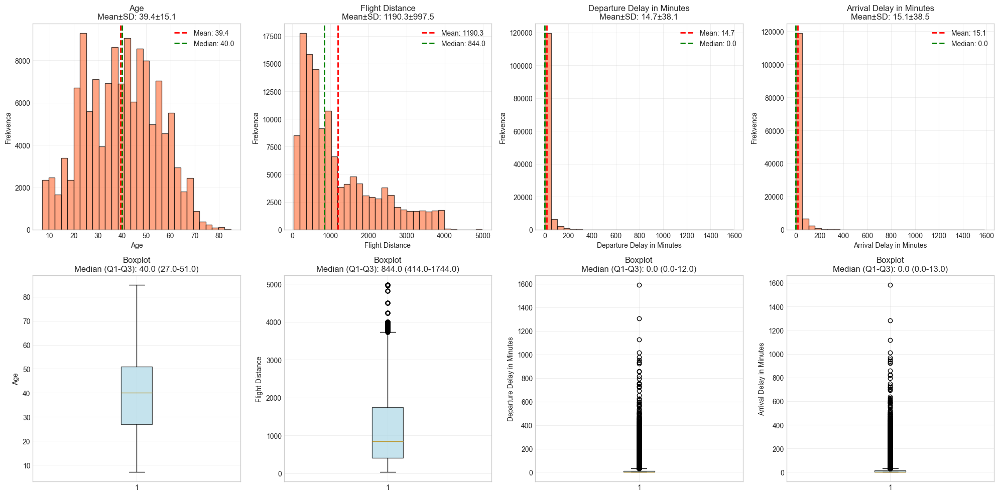 Age
Mean±SD: 39.4±15.1
Mean: 39.4
Median: 40.0
Frekvenca
8000
6000
4000
2000
0
10 20 30 40 50 60 70 80
Age
Flight Distance
Mean±SD: 1190.3±997.5
Mean: 1190.3
Median: 844.0
Frekvenca
17500
15000
12500
10000
7500
5000
2500
0
0 1000 2000 3000 4000 5000
Flight Distance
Departure Delay in Minutes
Mean±SD: 14.7±38.1
Mean: 14.7
Median: 0.0
Frekvenca
120000
100000
80000
60000
40000
20000
0
0 200 400 600 800 1000 1200 1400 1600
Departure Delay in Minutes
Arrival Delay in Minutes
Mean±SD: 15.1±38.5
Mean: 15.1
Median: 0.0
Frekvenca
120000
100000
80000
60000
40000
20000
0
0 200 400 600 800 1000 1200 1400 1600
Arrival Delay in Minutes
Boxplot
Median (Q1-Q3): 40.0 (27.0-51.0)
Age
80
70
60
50
40
30
20
10
1
Boxplot
Median (Q1-Q3): 844.0 (414.0-1744.0)
Flight Distance
5000
4000
3000
2000
1000
0
1
Boxplot
Median (Q1-Q3): 0.0 (0.0-12.0)
Departure Delay in Minutes
1600
1400
1200
1000
800
600
400
200
0
1
Boxplot
Median (Q1-Q3): 0.0 (0.0-13.0)
Arrival Delay in Minutes
1600
1400
1200
1000
800
600
400
200
0
1